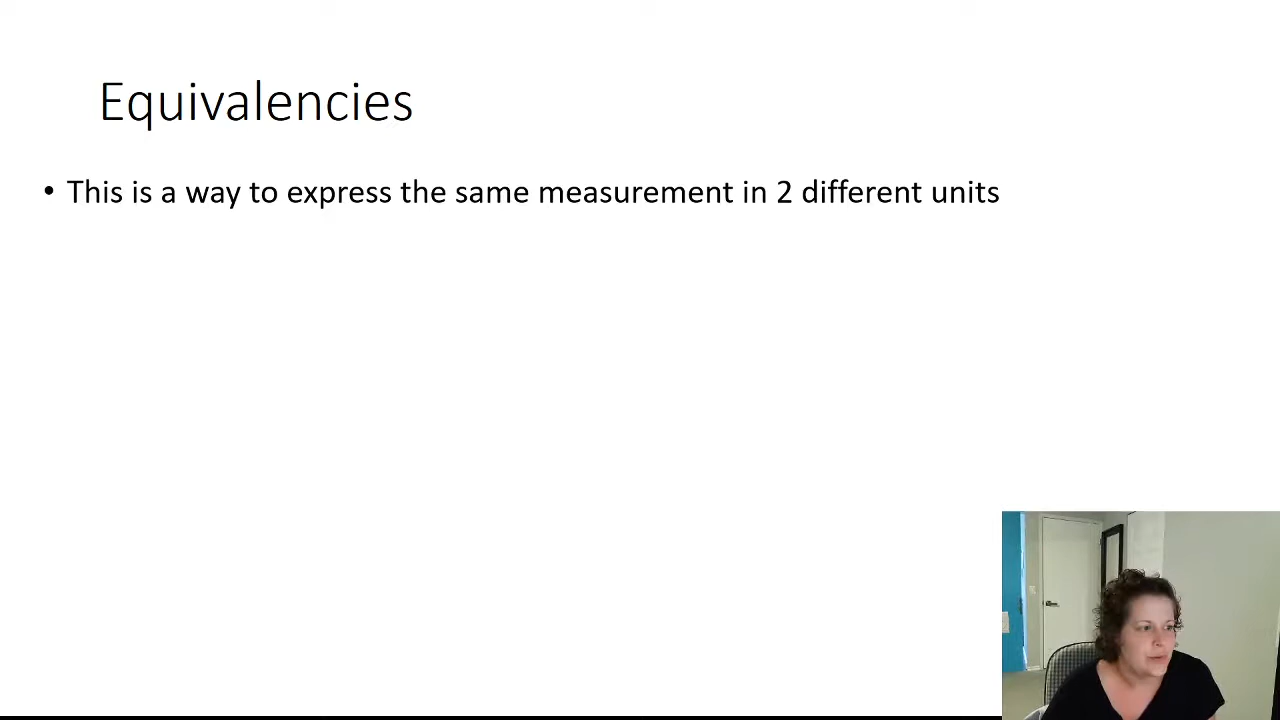 Equivalencies
• This is a way to express the same measurement in 2 different units